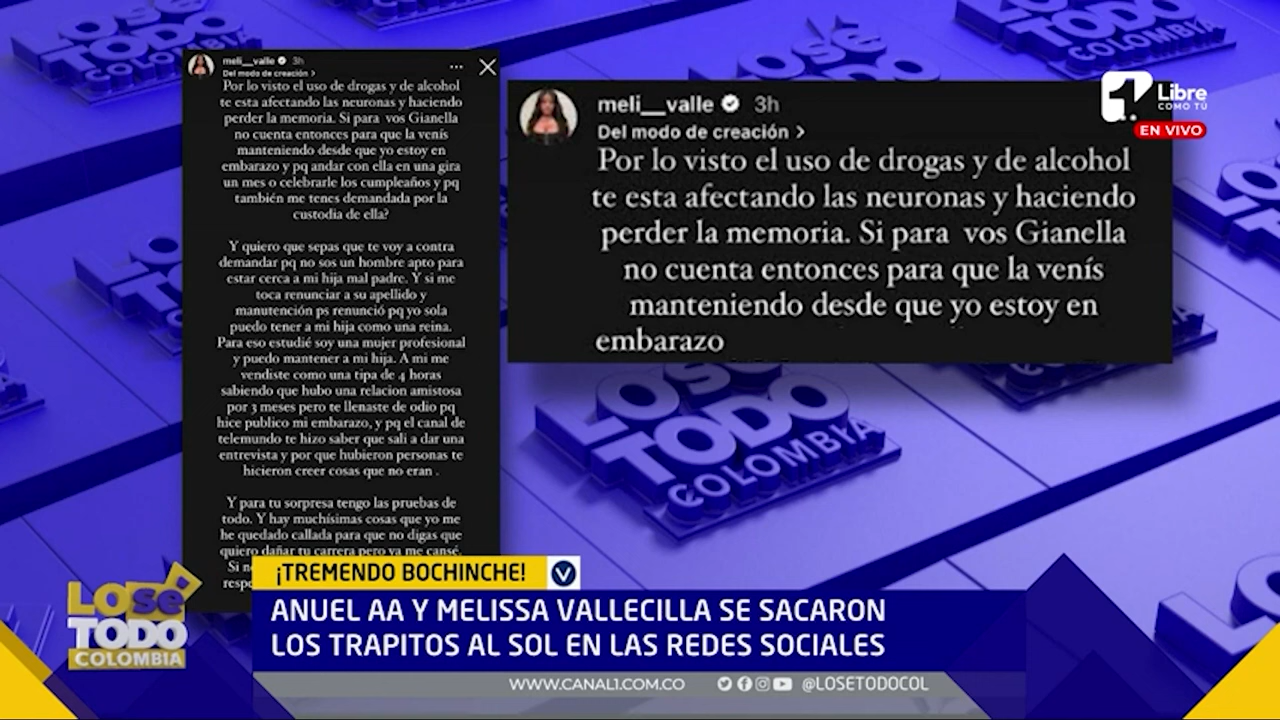 meli__valle 3h
Del modo de creación >
Por lo visto el uso de drogas y de alcohol
te esta afectando las neuronas y haciendo
perder la memoria. Si para vos Gianella
no cuenta entonces para que la venís
manteniendo desde que yo estoy en
embarazo y pq andar con ella en una gira
un mes o celebrarle los cumpleaños y pq
también me tenes demandada por la
custodia de ella?
Y quiero que sepas que te voy a contra
demandar pq no sos un hombre apto para
estar cerca a mi hija mal padre. Y si me
toca renunciar a su apellido y
manutención ps renunció pq yo sola
puedo tener a mi hija como una reina.
Para eso estudié soy una mujer profesional
y puedo mantener a mi hija. A mi me
vendiste como una tipa de 4 horas
sabiendo que hubo una relacion amistosa
por 3 meses pero te llenaste de odio pq
hice publico mi embarazo, y pq el canal de
telemundo te hizo saber que sali a dar una
entrevista y por que hubieron personas te
hicieron creer cosas que no eran .
Y para tu sorpresa tengo las pruebas de
todo. Y hay muchísimas cosas que yo me
he quedado callada para que no digas que
quiero dañar tu carrera pero ya me cansé.
Si
meli__valle 3h
Del modo de creación >
Por lo visto el uso de drogas y de alcohol
te esta afectando las neuronas y haciendo
perder la memoria. Si para vos Gianella
no cuenta entonces para que la venís
manteniendo desde que yo estoy en
embarazo
1 Libre
COMO TÚ
EN VIVO
LOSÉ
TODO
COLOMBIA
¡TREMENDO BOCHINCHE!
ANUEL AA Y MELISSA VALLECILLA SE SACARON
LOS TRAPITOS AL SOL EN LAS REDES SOCIALES
LOsé
TODO
COLOMBIA
WWW.CANAL1.COM.CO
@LOSETODOCOL